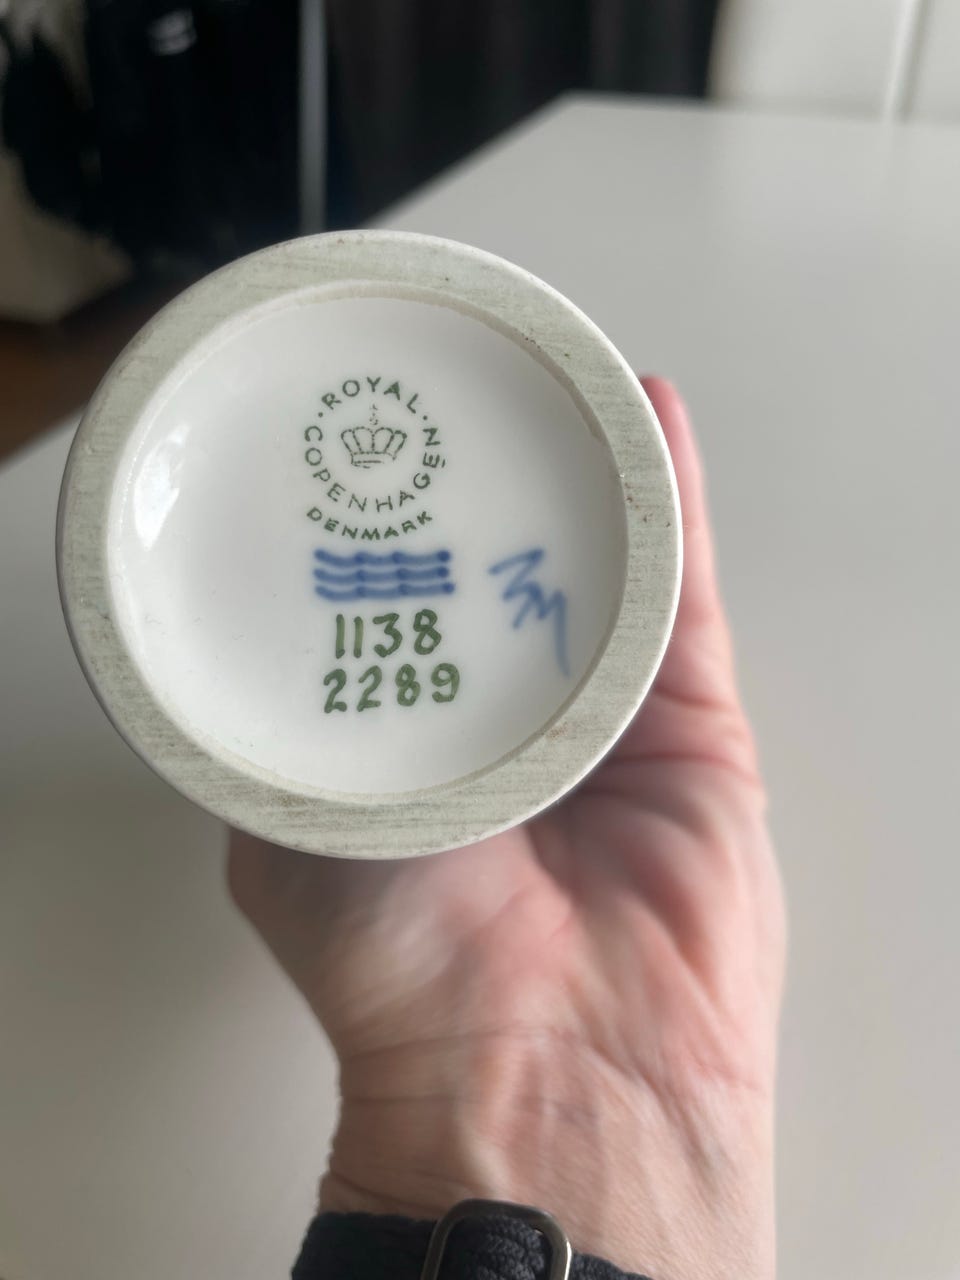 ROYAL
COPENHAGEN
DENMARK
1138
2289